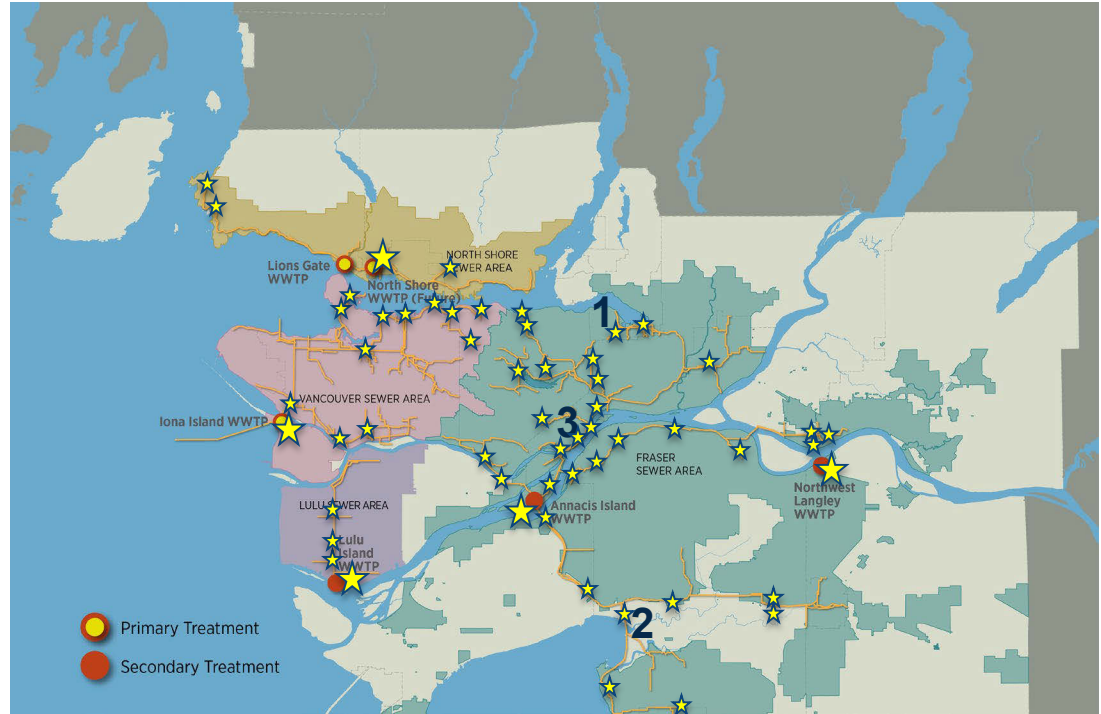 NORTH SHORE
SEWER AREA
Lions Gate
WWTP
North Shore
WWTP (Future)
1
VANCOUVER SEWER AREA
Iona Island WWTP
3
FRASER
SEWER AREA
Northwest
Langley
WWTP
LULU SEWER AREA
Annacis Island
WWTP
Lulu
Island
WWTP
2
Primary Treatment
Secondary Treatment